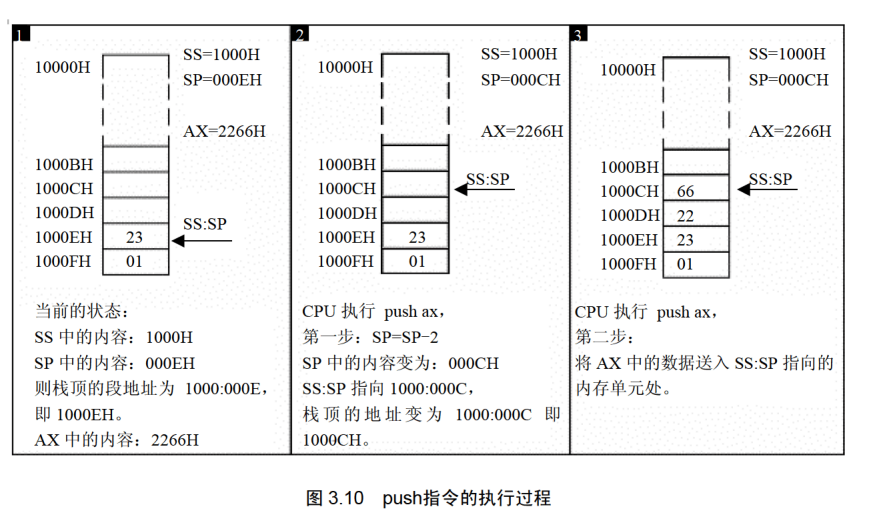 1
SS=1000H
10000H
SP=000EH
AX=2266H
1000BH
1000CH
1000DH
SS:SP
1000EH 23
1000FH 01
当前的状态：
SS 中的内容：1000H
SP 中的内容：000EH
则栈顶的段地址为 1000:000E，
即 1000EH。
AX 中的内容：2266H
2
SS=1000H
10000H
SP=000CH
AX=2266H
1000BH
SS:SP
1000CH
1000DH
1000EH 23
1000FH 01
CPU 执行 push ax，
第一步：SP=SP−2
SP 中的内容变为：000CH
SS:SP 指向 1000:000C，
栈顶的地址变为 1000:000C 即
1000CH。
3
SS=1000H
10000H
SP=000CH
AX=2266H
1000BH
SS:SP
1000CH 66
1000DH 22
1000EH 23
1000FH 01
CPU 执行 push ax，
第二步：
将 AX 中的数据送入 SS:SP 指向的
内存单元处。
图 3.10 push指令的执行过程